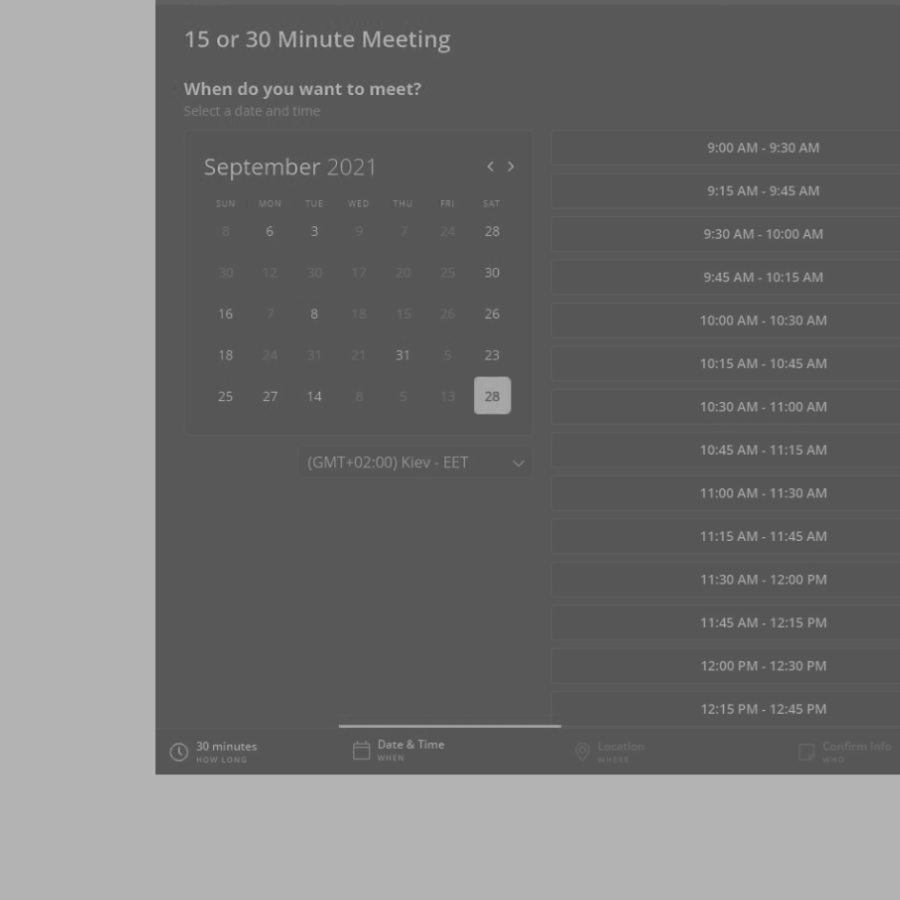 15 or 30 Minute Meeting
When do you want to meet?
Select a date and time
September 2021
SUN MON TUE WED THU FRI SAT
8 6 3 9 7 24 28
30 12 30 17 20 25 30
16 7 8 18 15 26 26
18 24 31 21 31 5 23
25 27 14 8 5 13 28
(GMT+02:00) Kiev - EET
9:00 AM - 9:30 AM
9:15 AM - 9:45 AM
9:30 AM - 10:00 AM
9:45 AM - 10:15 AM
10:00 AM - 10:30 AM
10:15 AM - 10:45 AM
10:30 AM - 11:00 AM
10:45 AM - 11:15 AM
11:00 AM - 11:30 AM
11:15 AM - 11:45 AM
11:30 AM - 12:00 PM
11:45 AM - 12:15 PM
12:00 PM - 12:30 PM
12:15 PM - 12:45 PM
30 minutes
HOW LONG
Date & Time
WHEN
Location
WHERE
Confirm Info
WHO